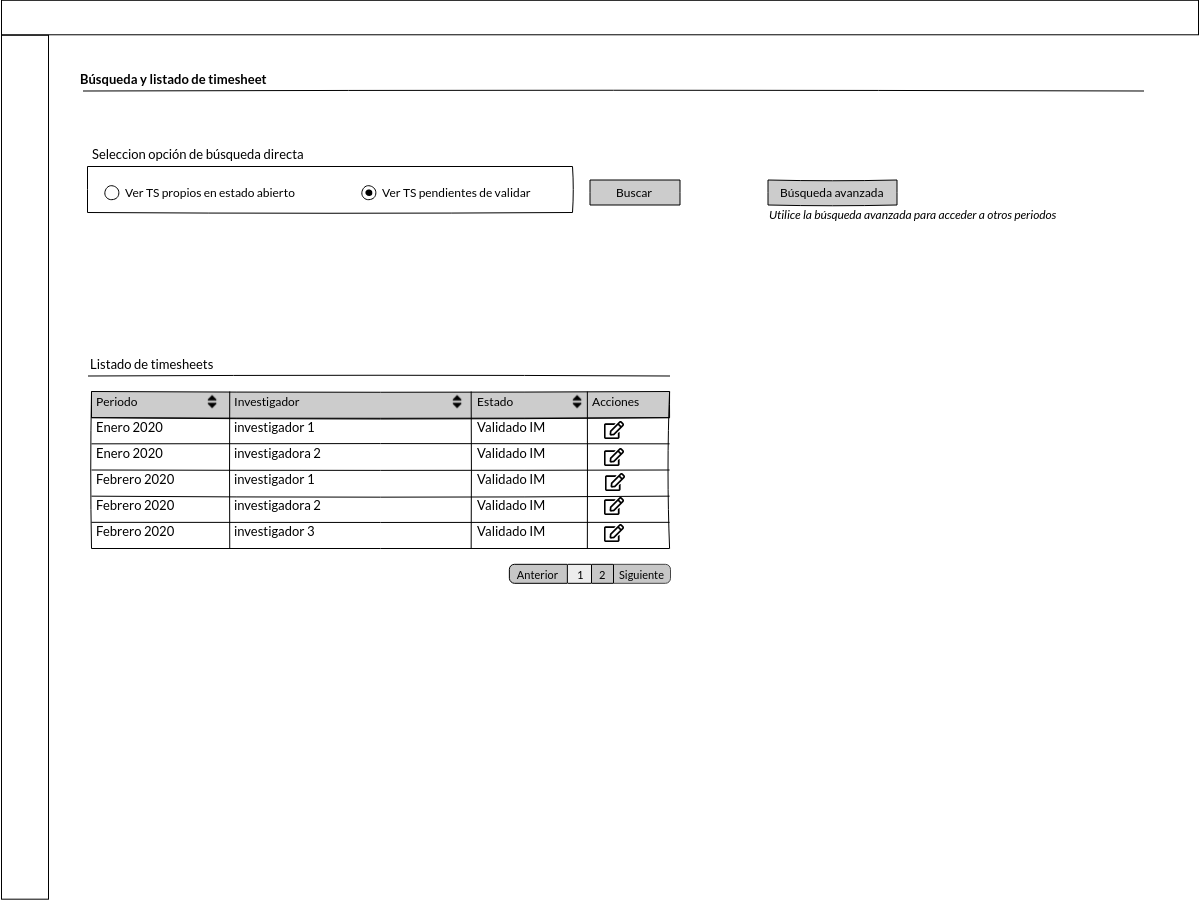 Búsqueda y listado de timesheet
Seleccion opción de búsqueda directa
Ver TS propios en estado abierto Ver TS pendientes de validar Buscar Búsqueda avanzada
Utilice la búsqueda avanzada para acceder a otros periodos
Listado de timesheets
Periodo Investigador Estado Acciones
Enero 2020 investigador 1 Validado IM
Enero 2020 investigadora 2 Validado IM
Febrero 2020 investigador 1 Validado IM
Febrero 2020 investigadora 2 Validado IM
Febrero 2020 investigador 3 Validado IM
Anterior 1 2 Siguiente